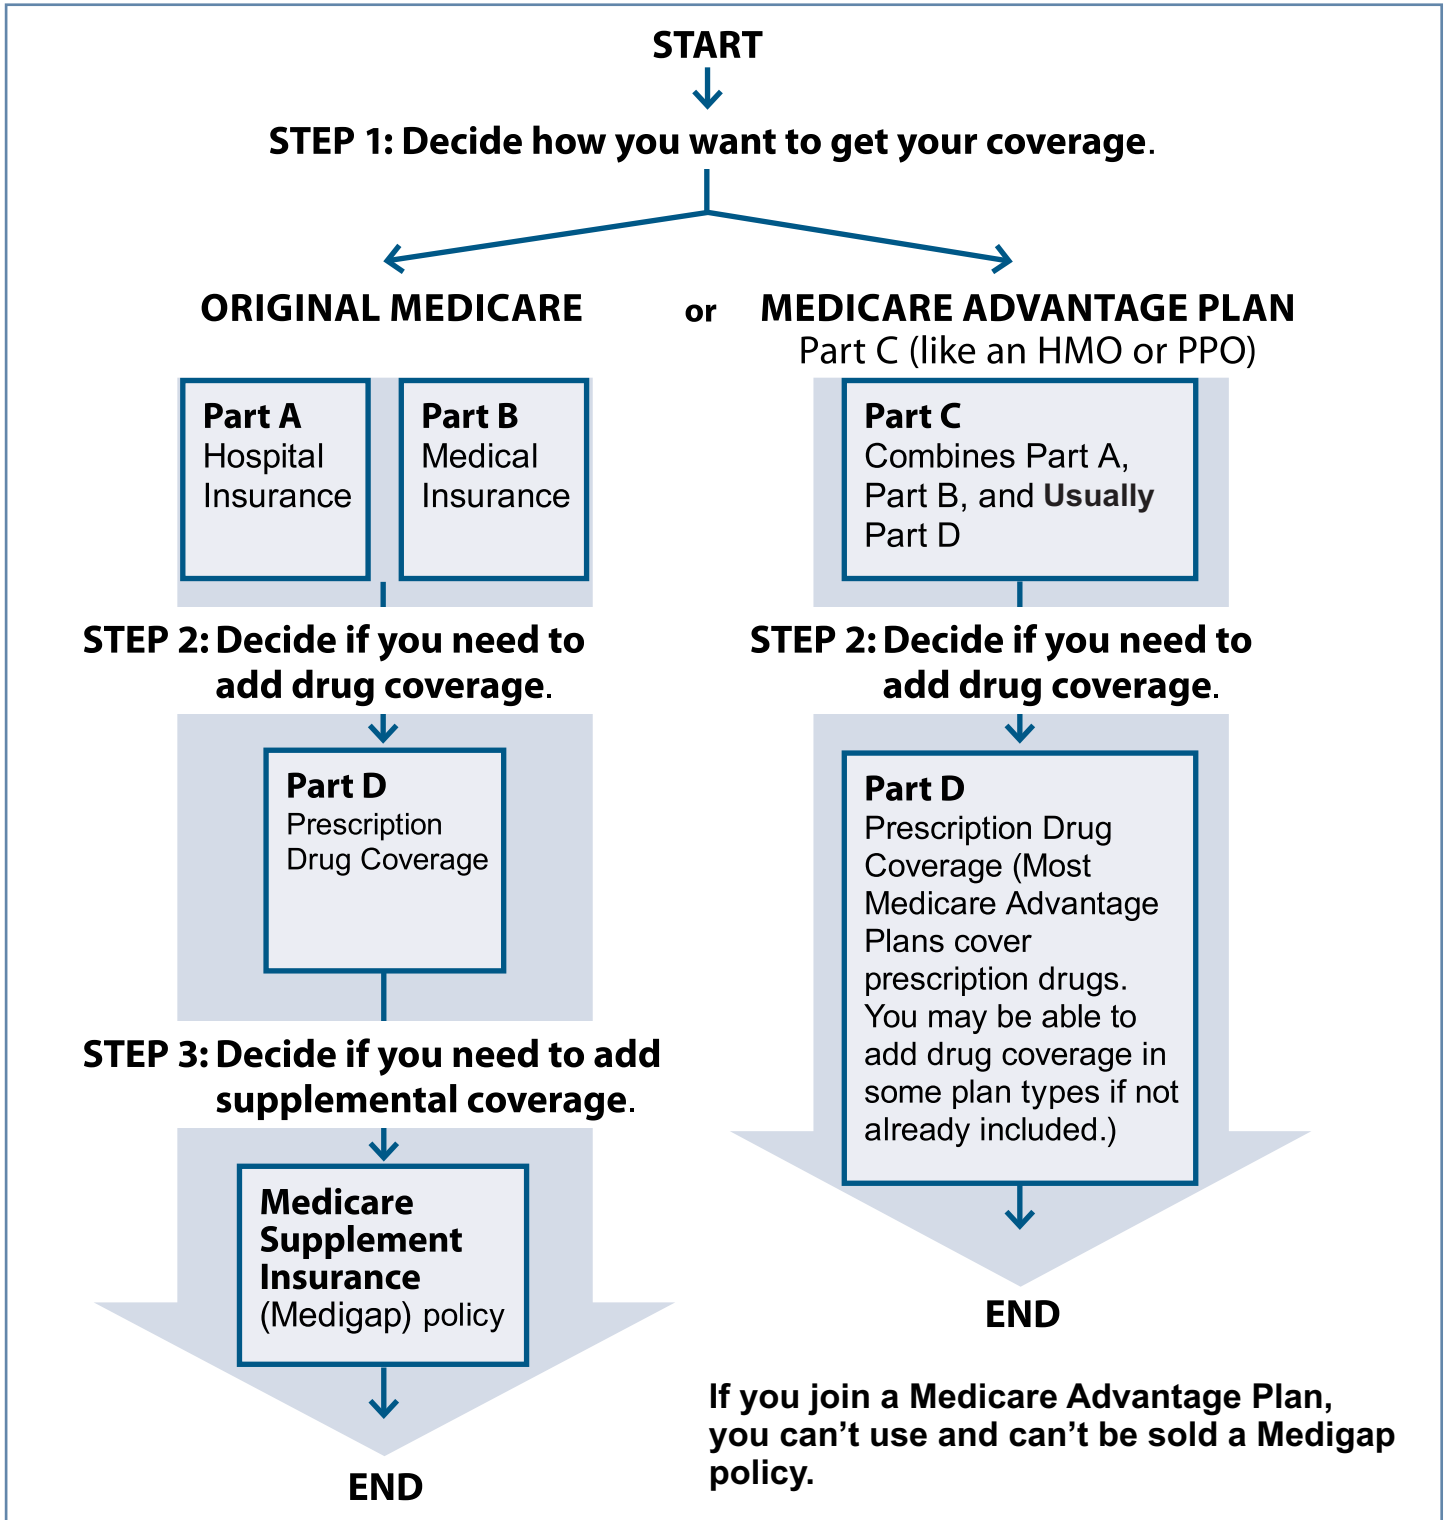 START
STEP 1: Decide how you want to get your coverage.
ORIGINAL MEDICARE
or
MEDICARE ADVANTAGE PLAN
Part C (like an HMO or PPO)
Part A
Hospital
Insurance
Part B
Medical
Insurance
Part C
Combines Part A,
Part B, and Usually
Part D
STEP 2: Decide if you need to
add drug coverage.
Part D
Prescription
Drug Coverage
STEP 3: Decide if you need to add
supplemental coverage.
Medicare
Supplement
Insurance
(Medigap) policy
END
STEP 2: Decide if you need to
add drug coverage.
Part D
Prescription Drug
Coverage (Most
Medicare Advantage
Plans cover
prescription drugs.
You may be able to
add drug coverage in
some plan types if not
already included.)
END
If you join a Medicare Advantage Plan,
you can’t use and can’t be sold a Medigap
policy.